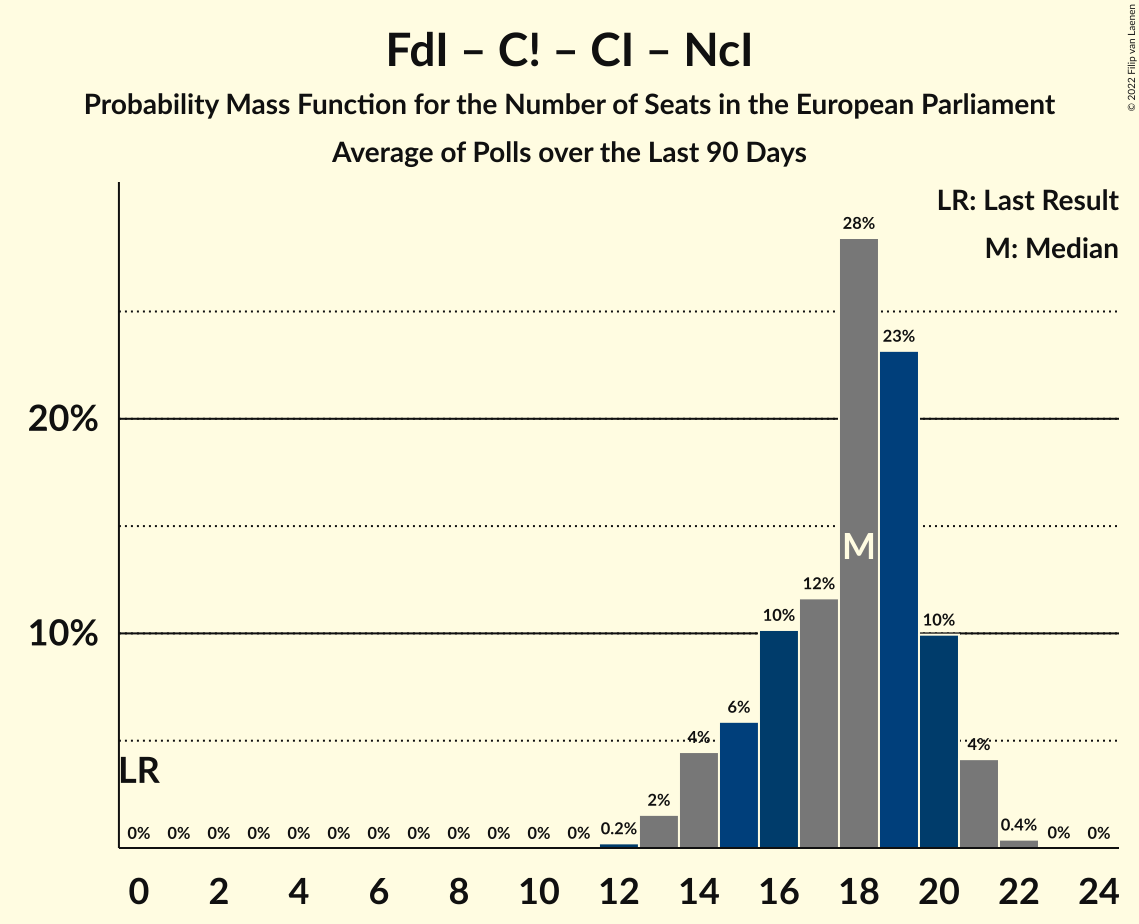 FdI – C! – CI – NcI
Probability Mass Function for the Number of Seats in the European Parliament
Average of Polls over the Last 90 Days
© 2022 Filip van Laenen
LR: Last Result
M: Median
28%
23%
20%
M
12%
10%
10%
10%
6%
4%
4%
LR
2%
0% 0% 0% 0% 0% 0% 0% 0% 0% 0% 0% 0% 0.2% 0.4% 0% 0%
0 2 4 6 8 10 12 14 16 18 20 22 24